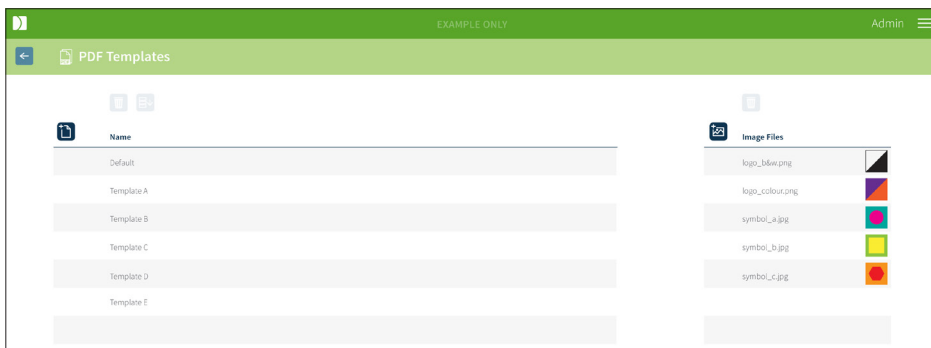 EXAMPLE ONLY
Admin
PDF Templates
Name
Default
Template A
Template B
Template C
Template D
Template E
Image Files
logo_b&w.png
logo_colour.png
symbol_a.jpg
symbol_b.jpg
symbol_c.jpg